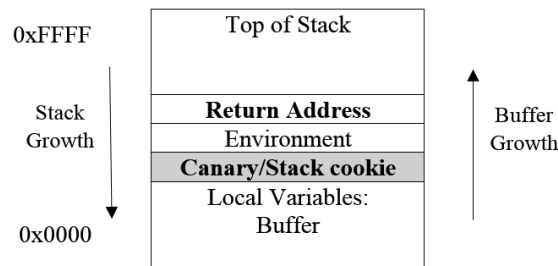 0xFFFF
Top of Stack
Stack
Growth
Return Address
Environment
Canary/Stack cookie
Local Variables:
Buffer
Buffer
Growth
0x0000